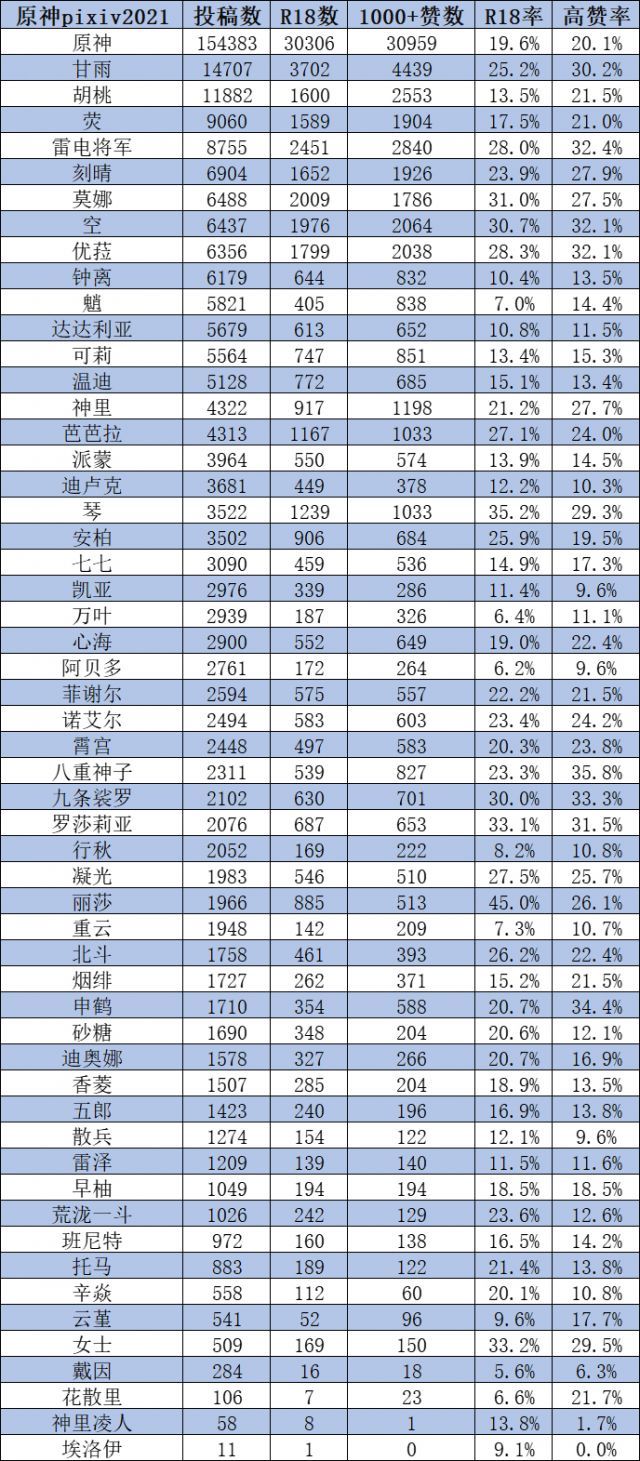 原神pixiv2021 投稿数 R18数 1000+赞数 R18率 高赞率
原神 154383 30306 30959 19.6% 20.1%
甘雨 14707 3702 4439 25.2% 30.2%
胡桃 11882 1600 2553 13.5% 21.5%
荧 9060 1589 1904 17.5% 21.0%
雷电将军 8755 2451 2840 28.0% 32.4%
刻晴 6904 1652 1926 23.9% 27.9%
莫娜 6488 2009 1786 31.0% 27.5%
空 6437 1976 2064 30.7% 32.1%
优菈 6356 1799 2038 28.3% 32.1%
钟离 6179 644 832 10.4% 13.5%
魈 5821 405 838 7.0% 14.4%
达达利亚 5679 613 652 10.8% 11.5%
可莉 5564 747 851 13.4% 15.3%
温迪 5128 772 685 15.1% 13.4%
神里 4322 917 1198 21.2% 27.7%
芭芭拉 4313 1167 1033 27.1% 24.0%
派蒙 3964 550 574 13.9% 14.5%
迪卢克 3681 449 378 12.2% 10.3%
琴 3522 1239 1033 35.2% 29.3%
安柏 3502 906 684 25.9% 19.5%
七七 3090 459 536 14.9% 17.3%
凯亚 2976 339 286 11.4% 9.6%
万叶 2939 187 326 6.4% 11.1%
心海 2900 552 649 19.0% 22.4%
阿贝多 2761 172 264 6.2% 9.6%
菲谢尔 2594 575 557 22.2% 21.5%
诺艾尔 2494 583 603 23.4% 24.2%
霄宫 2448 497 583 20.3% 23.8%
八重神子 2311 539 827 23.3% 35.8%
九条裟罗 2102 630 701 30.0% 33.3%
罗莎莉亚 2076 687 653 33.1% 31.5%
行秋 2052 169 222 8.2% 10.8%
凝光 1983 546 510 27.5% 25.7%
丽莎 1966 885 513 45.0% 26.1%
重云 1948 142 209 7.3% 10.7%
北斗 1758 461 393 26.2% 22.4%
烟绯 1727 262 371 15.2% 21.5%
申鹤 1710 354 588 20.7% 34.4%
砂糖 1690 348 204 20.6% 12.1%
迪奥娜 1578 327 266 20.7% 16.9%
香菱 1507 285 204 18.9% 13.5%
五郎 1423 240 196 16.9% 13.8%
散兵 1274 154 122 12.1% 9.6%
雷泽 1209 139 140 11.5% 11.6%
早柚 1049 194 194 18.5% 18.5%
荒泷一斗 1026 242 129 23.6% 12.6%
班尼特 972 160 138 16.5% 14.2%
托马 883 189 122 21.4% 13.8%
辛焱 558 112 60 20.1% 10.8%
云堇 541 52 96 9.6% 17.7%
女士 509 169 150 33.2% 29.5%
戴因 284 16 18 5.6% 6.3%
花散里 106 7 23 6.6% 21.7%
神里凌人 58 8 1 13.8% 1.7%
埃洛伊 11 1 0 9.1% 0.0%